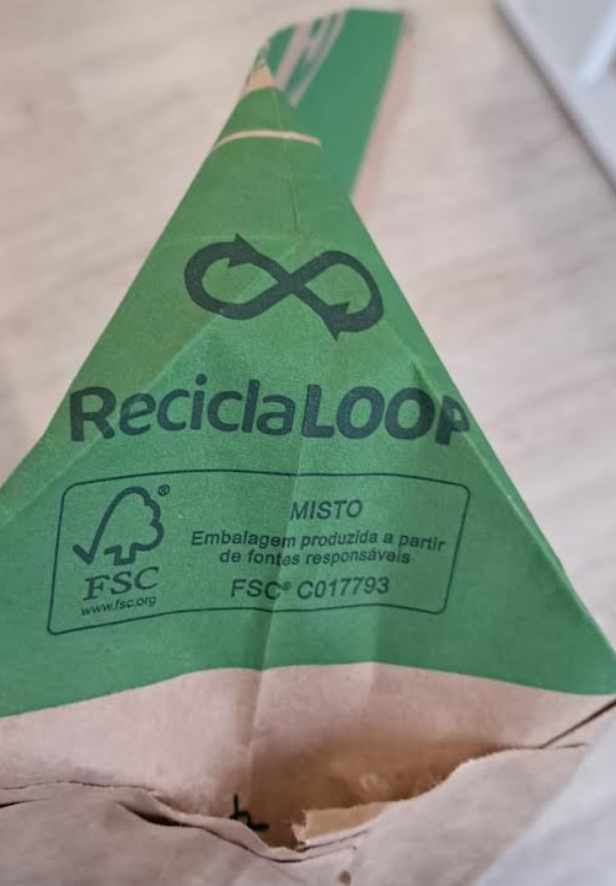 ReciclaLOOP
®
MISTO
Embalagem produzida a partir
de fontes responsáveis
FSC
www.fsc.org
FSC® C017793